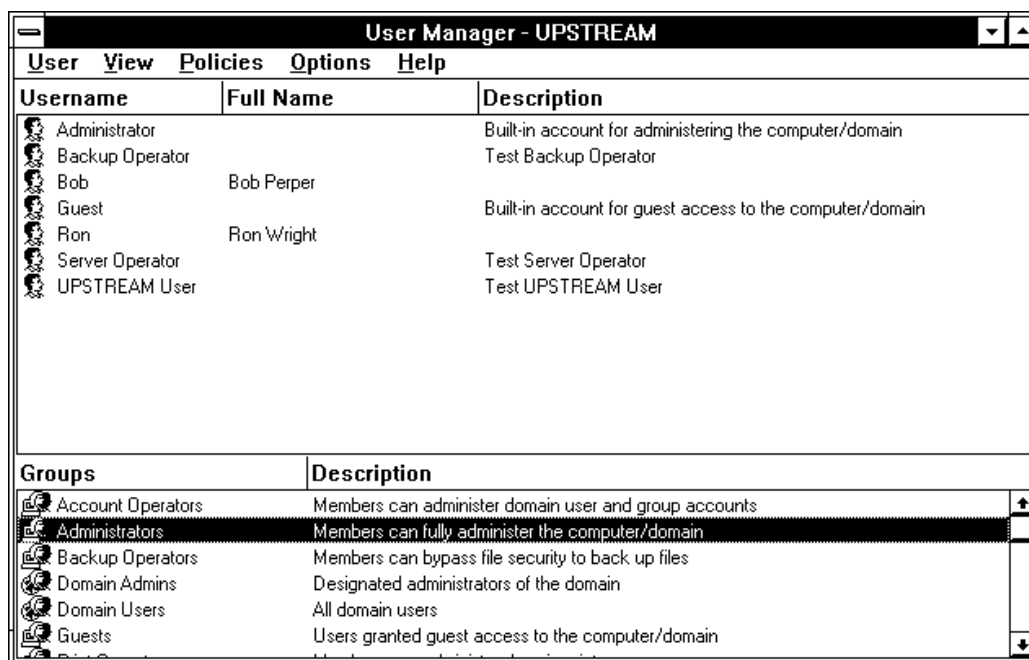 User Manager - UPSTREAM
User View Policies Options Help
Username Full Name Description
Administrator Built-in account for administering the computer/domain
Backup Operator Test Backup Operator
Bob Bob Perper
Guest Built-in account for guest access to the computer/domain
Ron Ron Wright
Server Operator Test Server Operator
UPSTREAM User Test UPSTREAM User
Groups Description
Account Operators Members can administer domain user and group accounts
Administrators Members can fully administer the computer/domain
Backup Operators Members can bypass file security to back up files
Domain Admins Designated administrators of the domain
Domain Users All domain users
Guests Users granted guest access to the computer/domain